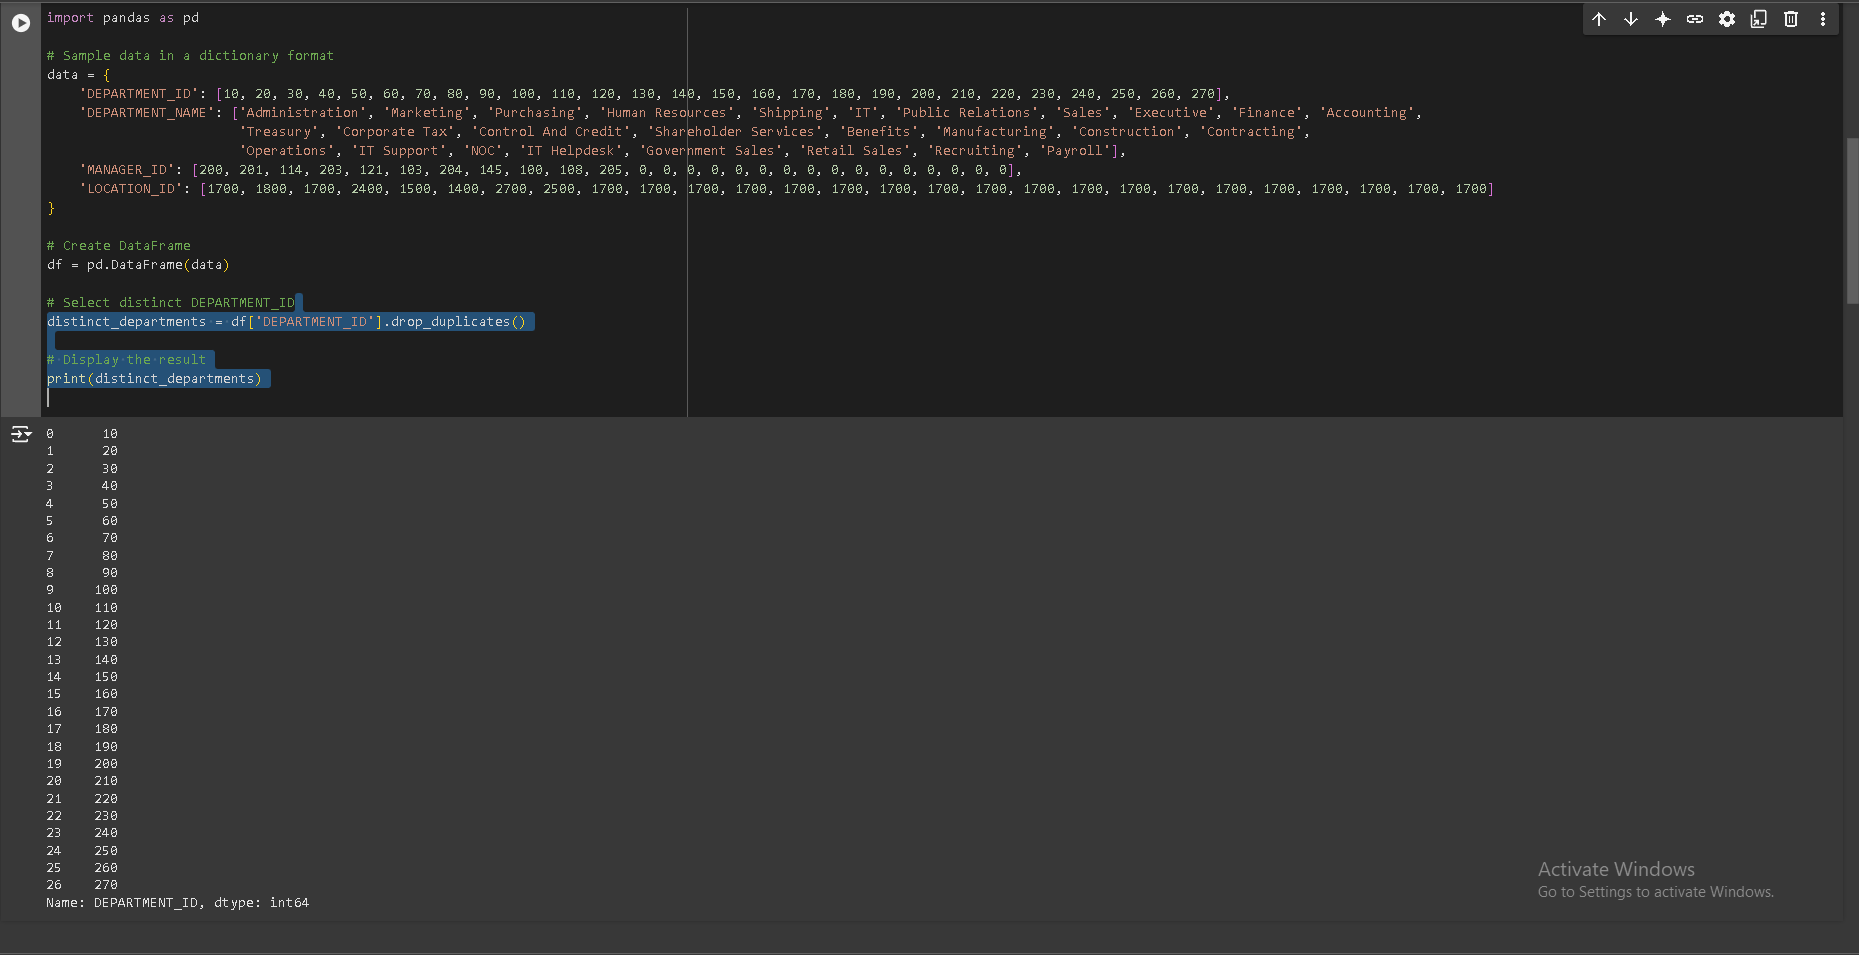 import pandas as pd
# Sample data in a dictionary format
data = {
'DEPARTMENT_ID': [10, 20, 30, 40, 50, 60, 70, 80, 90, 100, 110, 120, 130, 140, 150, 160, 170, 180, 190, 200, 210, 220, 230, 240, 250, 260, 270],
'DEPARTMENT_NAME': ['Administration', 'Marketing', 'Purchasing', 'Human Resources', 'Shipping', 'IT', 'Public Relations', 'Sales', 'Executive', 'Finance', 'Accounting',
'Treasury', 'Corporate Tax', 'Control And Credit', 'Shareholder Services', 'Benefits', 'Manufacturing', 'Construction', 'Contracting',
'Operations', 'IT Support', 'NOC', 'IT Helpdesk', 'Government Sales', 'Retail Sales', 'Recruiting', 'Payroll'],
'MANAGER_ID': [200, 201, 114, 203, 121, 103, 204, 145, 100, 108, 205, 0, 0, 0, 0, 0, 0, 0, 0, 0, 0, 0, 0, 0, 0, 0, 0],
'LOCATION_ID': [1700, 1800, 1700, 2400, 1500, 1400, 2700, 2500, 1700, 1700, 1700, 1700, 1700, 1700, 1700, 1700, 1700, 1700, 1700, 1700, 1700, 1700, 1700, 1700, 1700, 1700, 1700]
}
# Create DataFrame
df = pd.DataFrame(data)
# Select distinct DEPARTMENT_ID
distinct_departments = df['DEPARTMENT_ID'].drop_duplicates()
# Display the result
print(distinct_departments)
0 10
1 20
2 30
3 40
4 50
5 60
6 70
7 80
8 90
9 100
10 110
11 120
12 130
13 140
14 150
15 160
16 170
17 180
18 190
19 200
20 210
21 220
22 230
23 240
24 250
25 260
26 270
Name: DEPARTMENT_ID, dtype: int64
Activate Windows
Go to Settings to activate Windows.